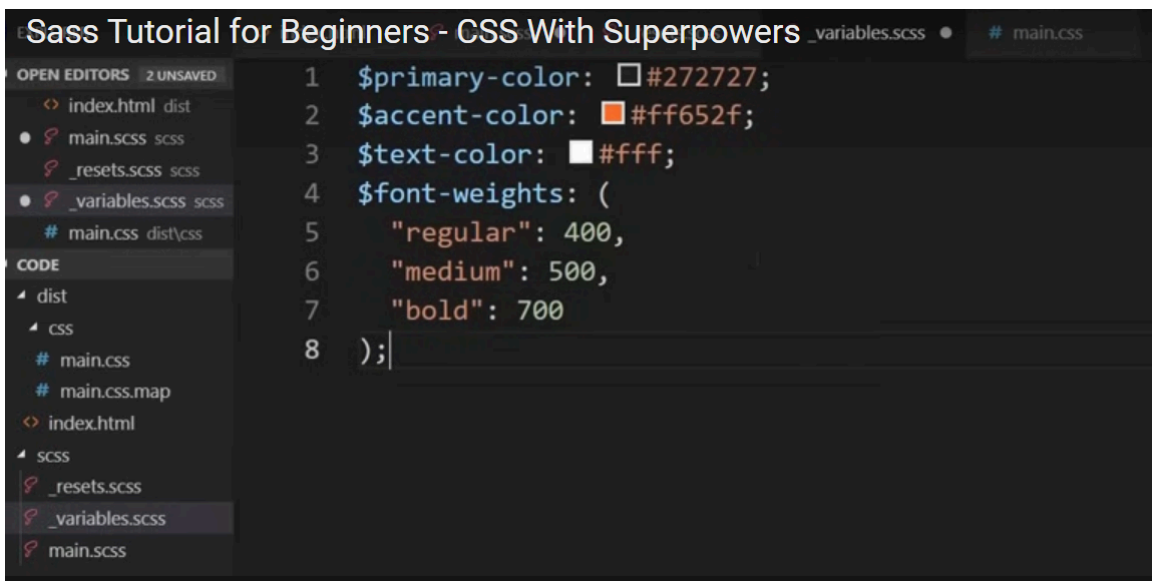 Sass Tutorial for Beginners - CSS With Superpowers
_variables.scss
# main.css
OPEN EDITORS 2 UNSAVED
<> index.html dist
main.scss scss
_resets.scss scss
_variables.scss scss
# main.css dist\css
CODE
dist
css
# main.css
# main.css.map
<> index.html
scss
_resets.scss
_variables.scss
main.scss
1 $primary-color: #272727;
2 $accent-color: #ff652f;
3 $text-color: #fff;
4 $font-weights: (
5 "regular": 400,
6 "medium": 500,
7 "bold": 700
8 );